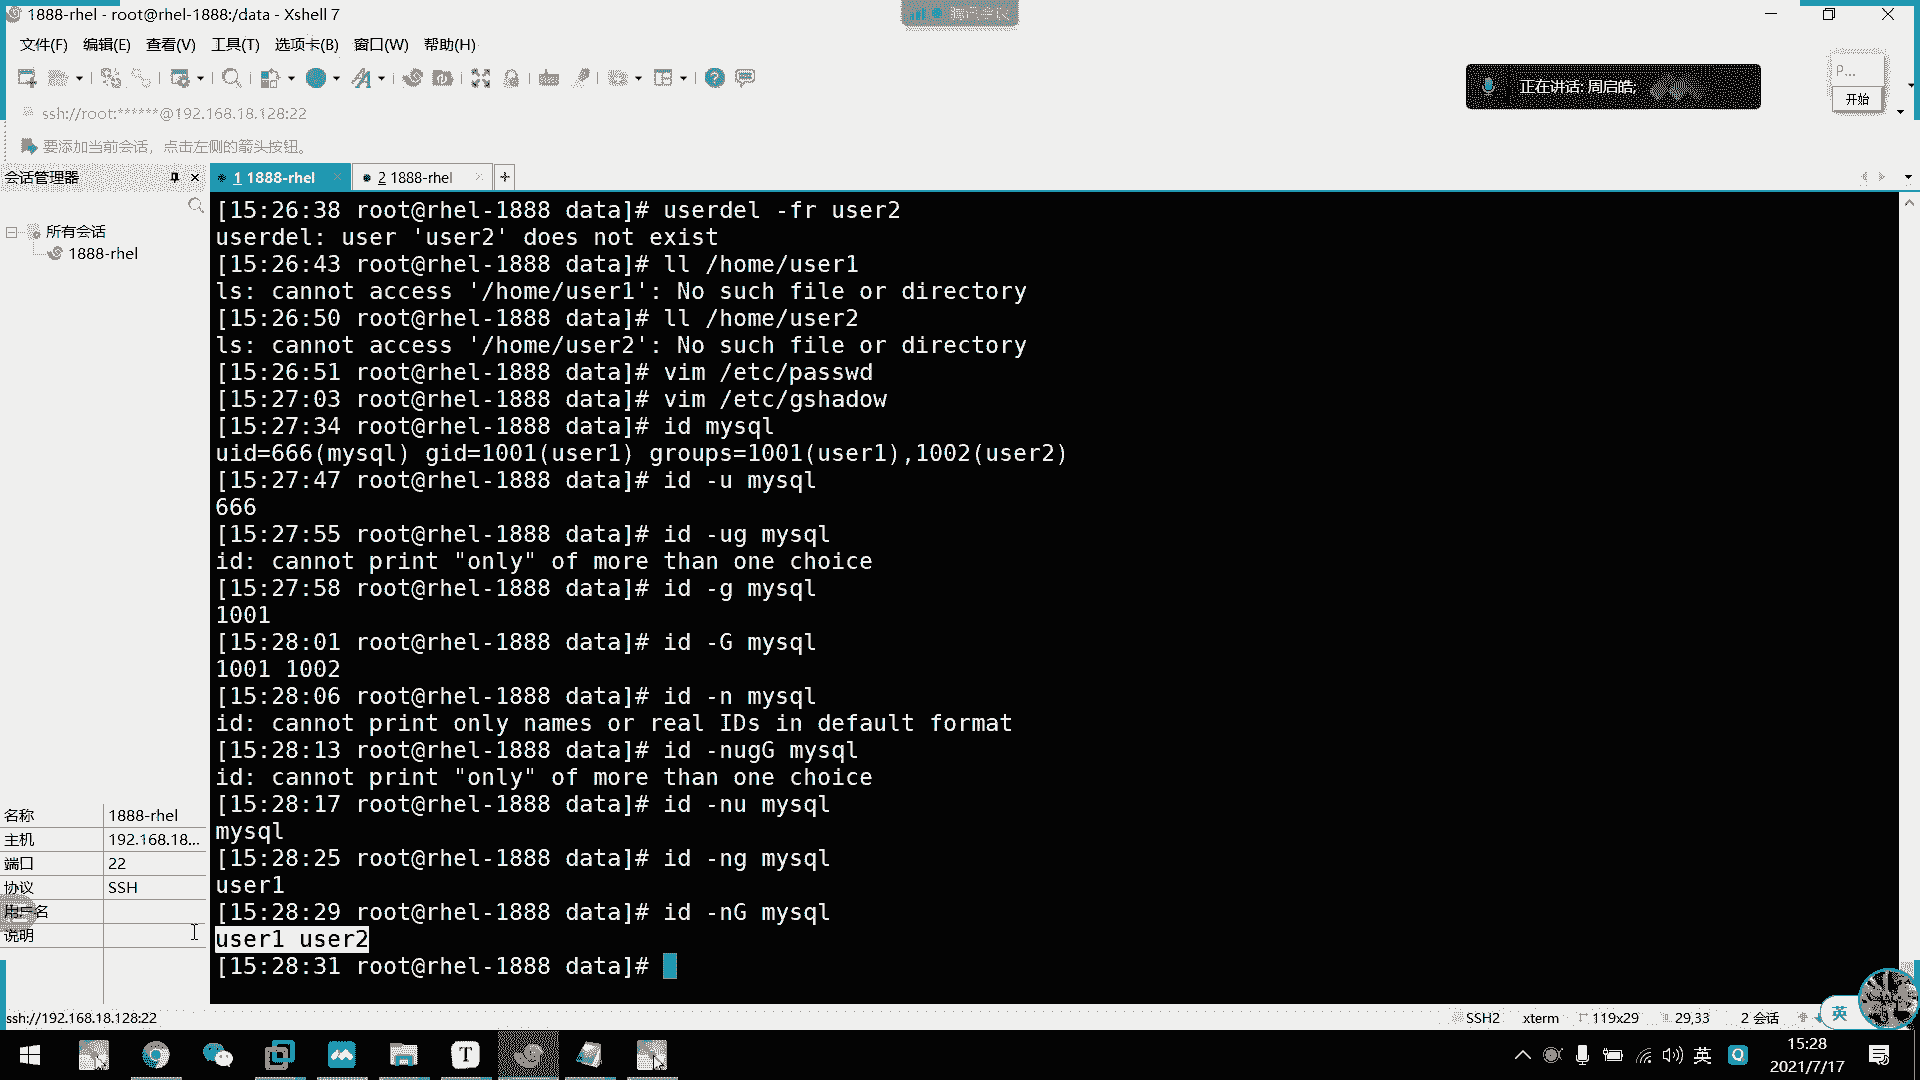 1888-rhel - root@rhel-1888:/data - Xshell 7
文件(F) 编辑(E) 查看(V) 工具(T) 选项卡(B) 窗口(W) 帮助(H)
正在讲话: 周启皓;
P...
开始
ssh://root:******@192.168.18.128:22
要添加当前会话，点击左侧的箭头按钮。
会话管理器
1 1888-rhel
2 1888-rhel
所有会话
1888-rhel
[15:26:38 root@rhel-1888 data]# userdel -fr user2
userdel: user 'user2' does not exist
[15:26:43 root@rhel-1888 data]# ll /home/user1
ls: cannot access '/home/user1': No such file or directory
[15:26:50 root@rhel-1888 data]# ll /home/user2
ls: cannot access '/home/user2': No such file or directory
[15:26:51 root@rhel-1888 data]# vim /etc/passwd
[15:27:03 root@rhel-1888 data]# vim /etc/gshadow
[15:27:34 root@rhel-1888 data]# id mysql
uid=666(mysql) gid=1001(user1) groups=1001(user1),1002(user2)
[15:27:47 root@rhel-1888 data]# id -u mysql
666
[15:27:55 root@rhel-1888 data]# id -ug mysql
id: cannot print "only" of more than one choice
[15:27:58 root@rhel-1888 data]# id -g mysql
1001
[15:28:01 root@rhel-1888 data]# id -G mysql
1001 1002
[15:28:06 root@rhel-1888 data]# id -n mysql
id: cannot print only names or real IDs in default format
[15:28:13 root@rhel-1888 data]# id -nugG mysql
id: cannot print "only" of more than one choice
[15:28:17 root@rhel-1888 data]# id -nu mysql
mysql
[15:28:25 root@rhel-1888 data]# id -ng mysql
user1
[15:28:29 root@rhel-1888 data]# id -nG mysql
user1 user2
[15:28:31 root@rhel-1888 data]#
名称 1888-rhel
主机 192.168.18...
端口 22
协议 SSH
用户名
说明
ssh://192.168.18.128:22
SSH2 xterm 119x29 29,33 2 会话
英
英
15:28
2021/7/17